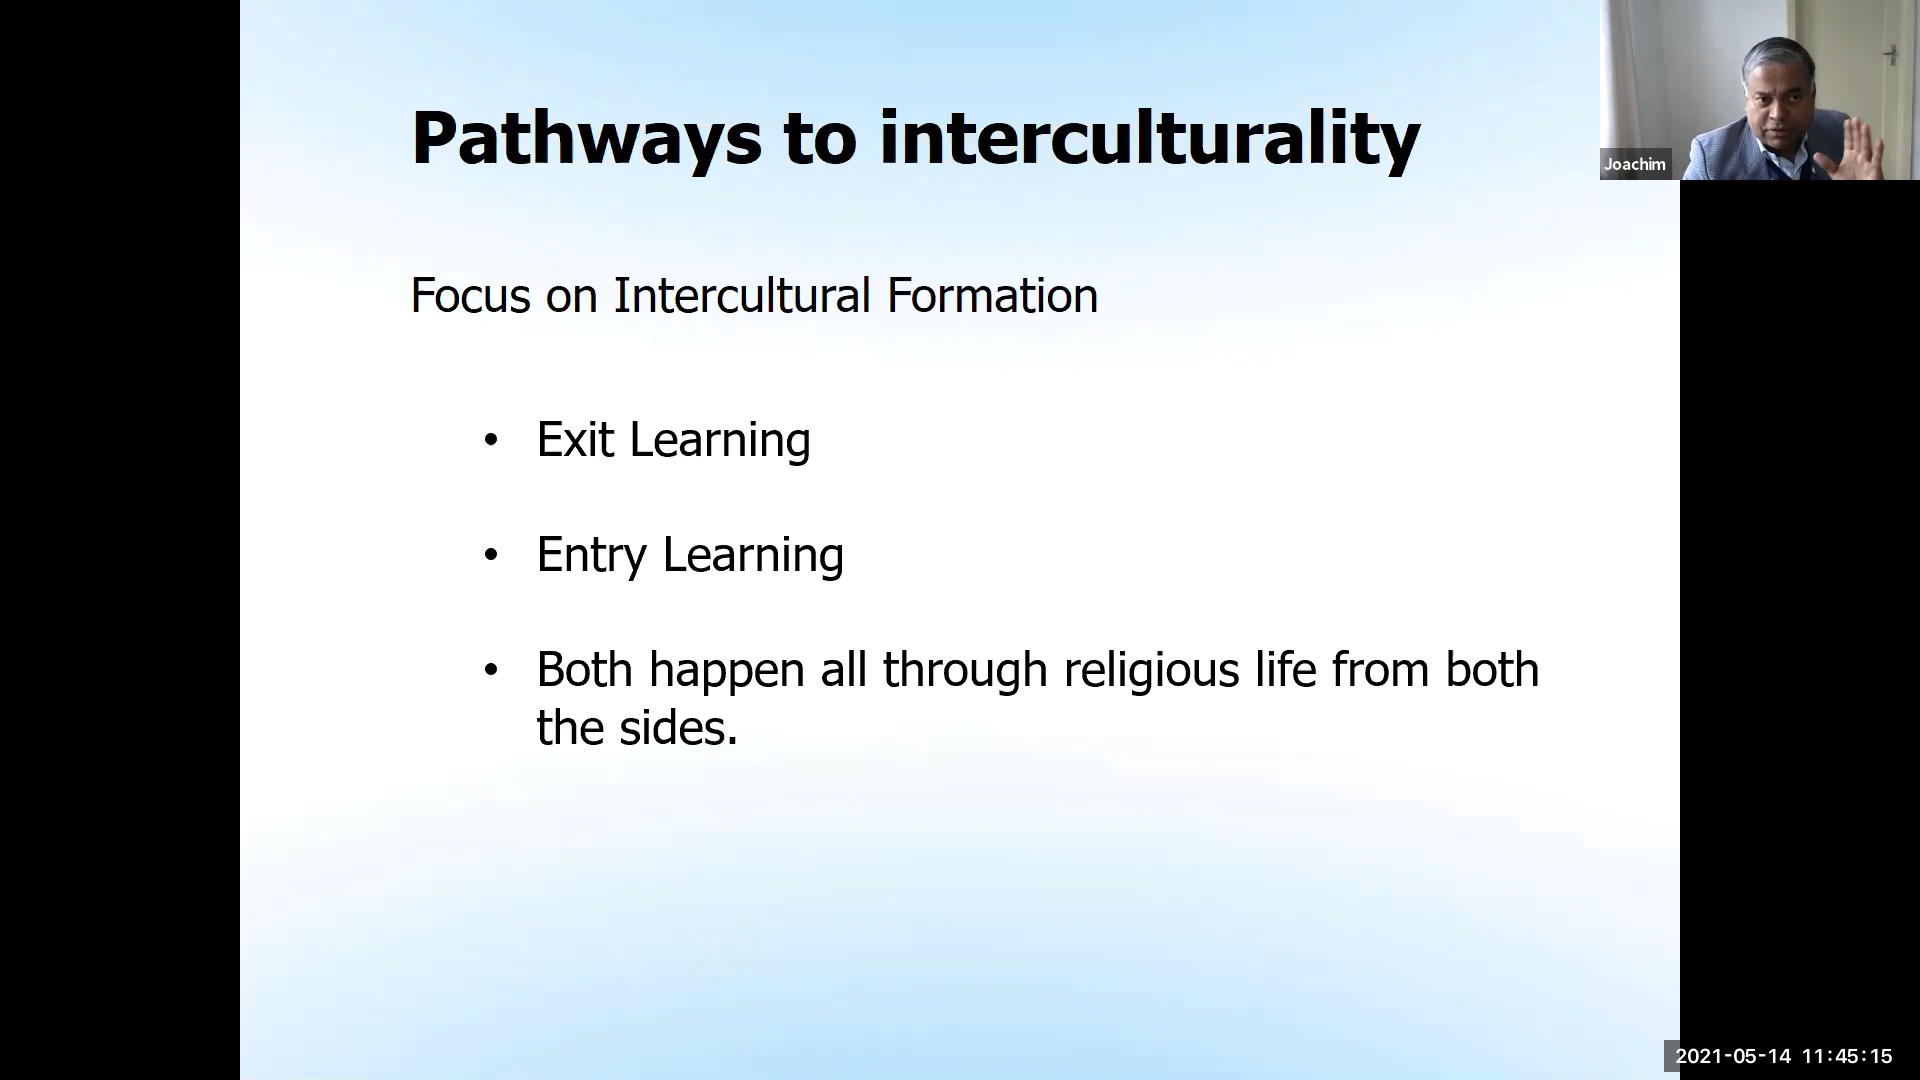 Pathways to interculturality
Joachim
Focus on Intercultural Formation
• Exit Learning
• Entry Learning
• Both happen all through religious life from both
the sides.
2021-05-14 11:45:15